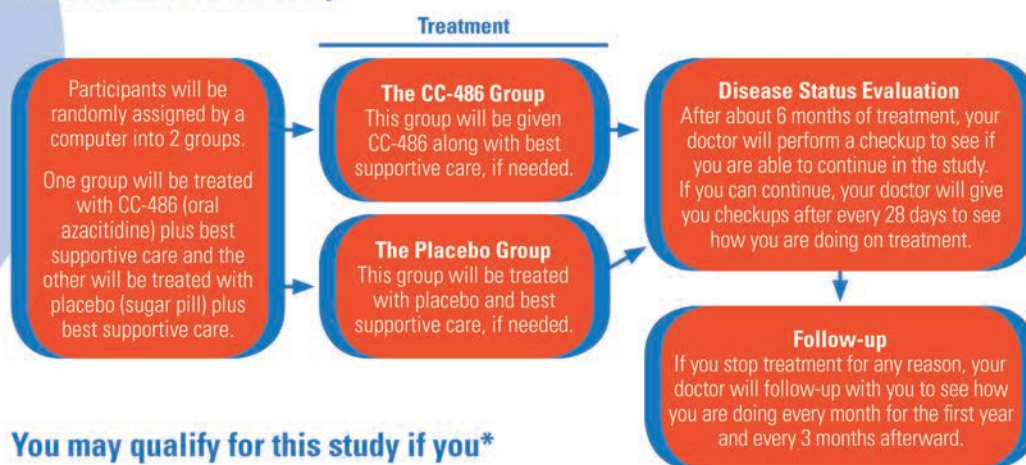 Treatment
Participants will be
randomly assigned by a
computer into 2 groups.
One group will be treated
with CC-486 (oral
azacitidine) plus best
supportive care and the
other will be treated with
placebo (sugar pill) plus
best supportive care.
The CC-486 Group
This group will be given
CC-486 along with best
supportive care, if needed.
The Placebo Group
This group will be treated
with placebo and best
supportive care, if needed.
Disease Status Evaluation
After about 6 months of treatment, your
doctor will perform a checkup to see if
you are able to continue in the study.
If you can continue, your doctor will give
you checkups after every 28 days to see
how you are doing on treatment.
Follow-up
If you stop treatment for any reason, your
doctor will follow-up with you to see how
you are doing every month for the first year
and every 3 months afterward.
You may qualify for this study if you*